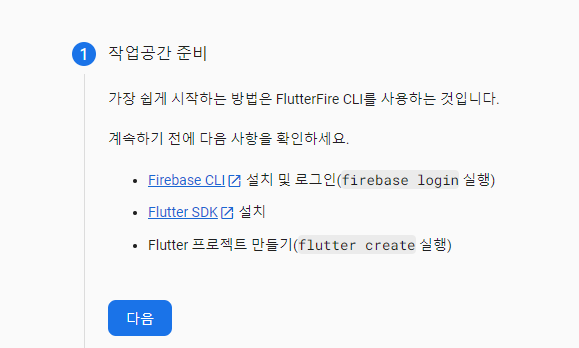 1 작업공간 준비
가장 쉽게 시작하는 방법은 FlutterFire CLI를 사용하는 것입니다.
계속하기 전에 다음 사항을 확인하세요.
• Firebase CLI 설치 및 로그인(firebase login 실행)
• Flutter SDK 설치
• Flutter 프로젝트 만들기(flutter create 실행)
다음